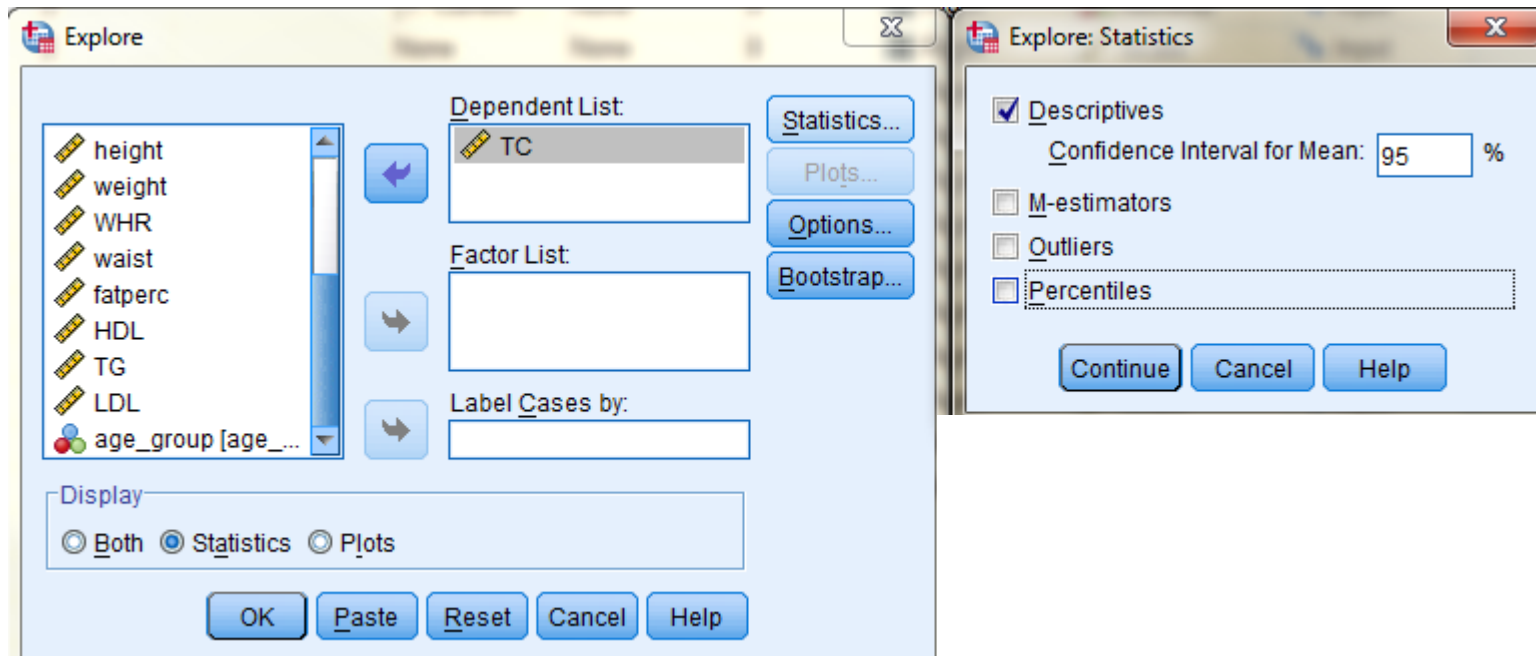 Explore
Dependent List:
TC
height
weight
WHR
waist
fatperc
HDL
TG
LDL
age_group [age_...
Factor List:
Label Cases by:
Statistics...
Plots...
Options...
Bootstrap...
Display
Both Statistics Plots
OK Paste Reset Cancel Help
Explore: Statistics
Descriptives
Confidence Interval for Mean: 95 %
M-estimators
Outliers
Percentiles
Continue Cancel Help